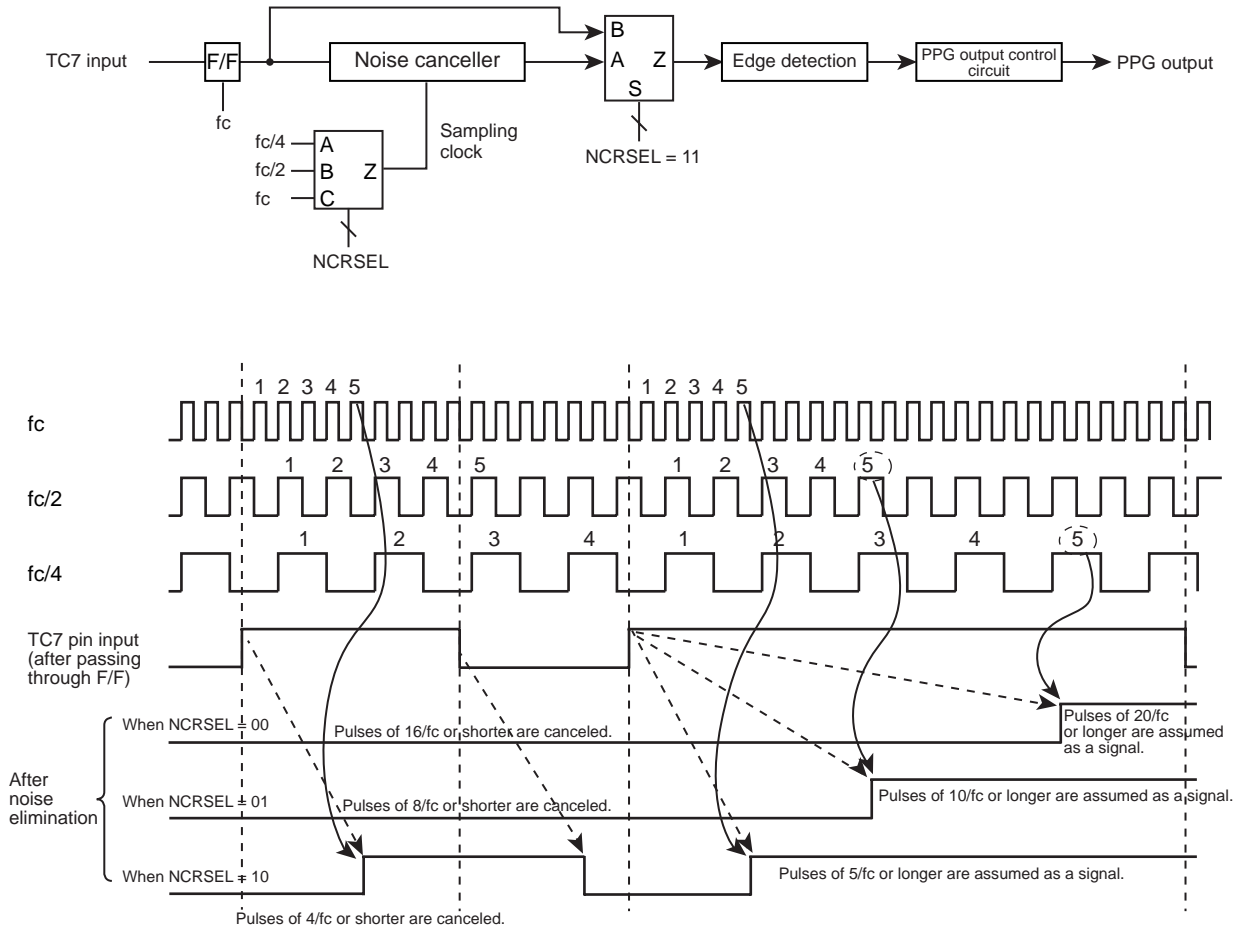 B
TC7 input
F/F
Noise canceller
A
Z
Edge detection
PPG output control
circuit
PPG output
S
fc
Sampling
clock
NCRSEL = 11
fc/4
A
fc/2
B
Z
fc
C
NCRSEL
1 2 3 4 5
1 2 3 4 5
fc
1 2 3 4 5
1 2 3 4 5
fc/2
1 2 3 4
1 2 3 4 5
fc/4
TC7 pin input
(after passing
through F/F)
When NCRSEL = 00
Pulses of 16/fc or shorter are canceled.
Pulses of 20/fc
or longer are assumed
as a signal.
After
noise
elimination
When NCRSEL = 01
Pulses of 8/fc or shorter are canceled.
Pulses of 10/fc or longer are assumed as a signal.
When NCRSEL = 10
Pulses of 5/fc or longer are assumed as a signal.
Pulses of 4/fc or shorter are canceled.